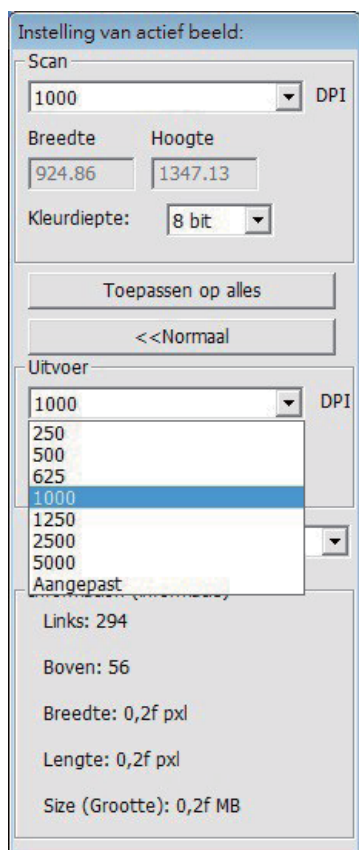 Instelling van actief beeld:
Scan
1000 DPI
Breedte Hoogte
924.86 1347.13
Kleurdiepte: 8 bit
Toepassen op alles
<<Normaal
Uitvoer
1000 DPI
250
500
625
1000
1250
2500
5000
Aangepast
Links: 294
Boven: 56
Breedte: 0,2f pxl
Lengte: 0,2f pxl
Size (Grootte): 0,2f MB